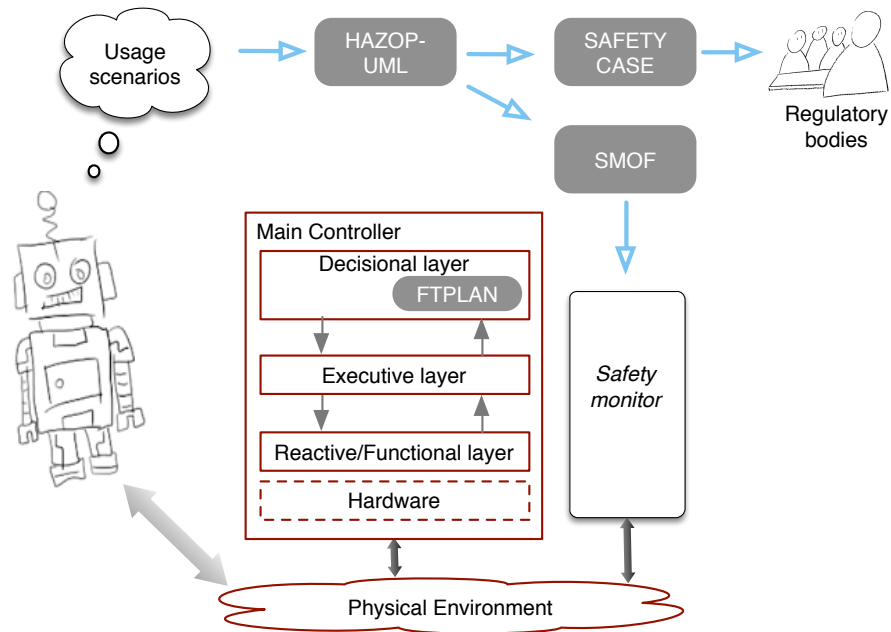 Usage
scenarios
HAZOP-
UML
SAFETY
CASE
Regulatory
bodies
SMOF
Main Controller
Decisional layer
FTPLAN
Executive layer
Reactive/Functional layer
Hardware
Safety
monitor
Physical Environment